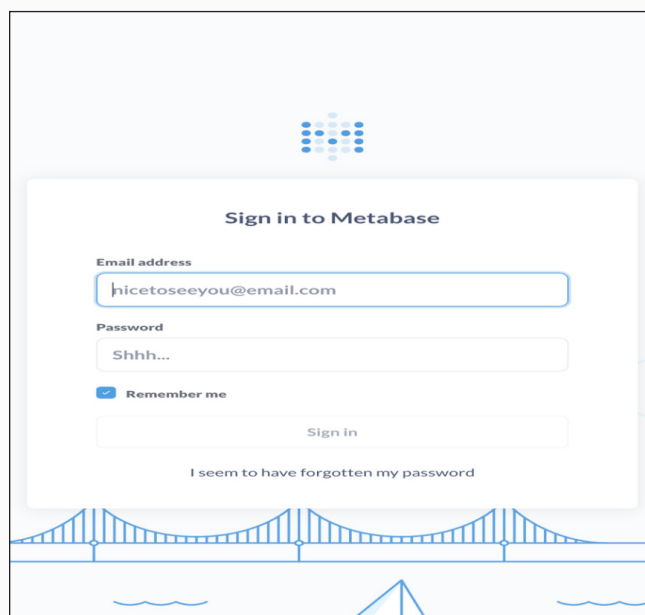 Sign in to Metabase
Email address
nicetoseeyou@email.com
Password
Shhh...
Remember me
Sign in
I seem to have forgotten my password